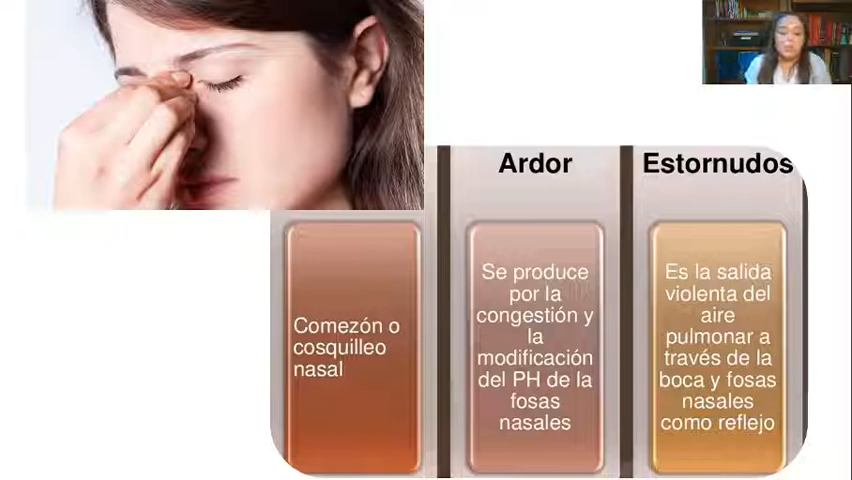 Ardor
Estornudos
Comezón o
cosquilleo
nasal
Se produce
por la
congestión y
la
modificación
del PH de la
fosas
nasales
Es la salida
violenta del
aire
pulmonar a
través de la
boca y fosas
nasales
como reflejo